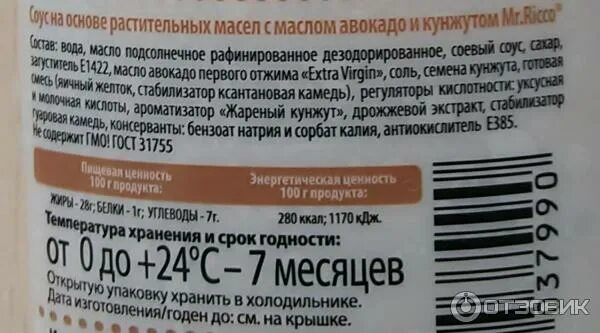 Соус на основе растительных масел с маслом авокадо и кунжутом Mr.Ricco®
Состав: вода, масло подсолнечное рафинированное дезодорированное, соевый соус, сахар,
загуститель Е1422, масло авокадо первого отжима «Extra Virgin», соль, семена кунжута, готовая
смесь (яичный желток, стабилизатор ксантановая камедь), регуляторы кислотности: уксусная
и молочная кислоты, ароматизатор «Жареный кунжут», дрожжевой экстракт, стабилизатор
гуаровая камедь, консерванты: бензоат натрия и сорбат калия, антиокислитель Е385.
Не содержит ГМО! ГОСТ 31755
Пищевая ценность
100 г продукта:
Энергетическая ценность
100 г продукта:
ЖИРЫ - 28г; БЕЛКИ - 1г; УГЛЕВОДЫ - 7г.
280 ккал; 1170 кДж.
Температура хранения и срок годности:
от 0 до +24°С – 7 месяцев
Открытую упаковку хранить в холодильнике.
Дата изготовления/годен до: см. на крышке.
37990
ОТЗОВИК